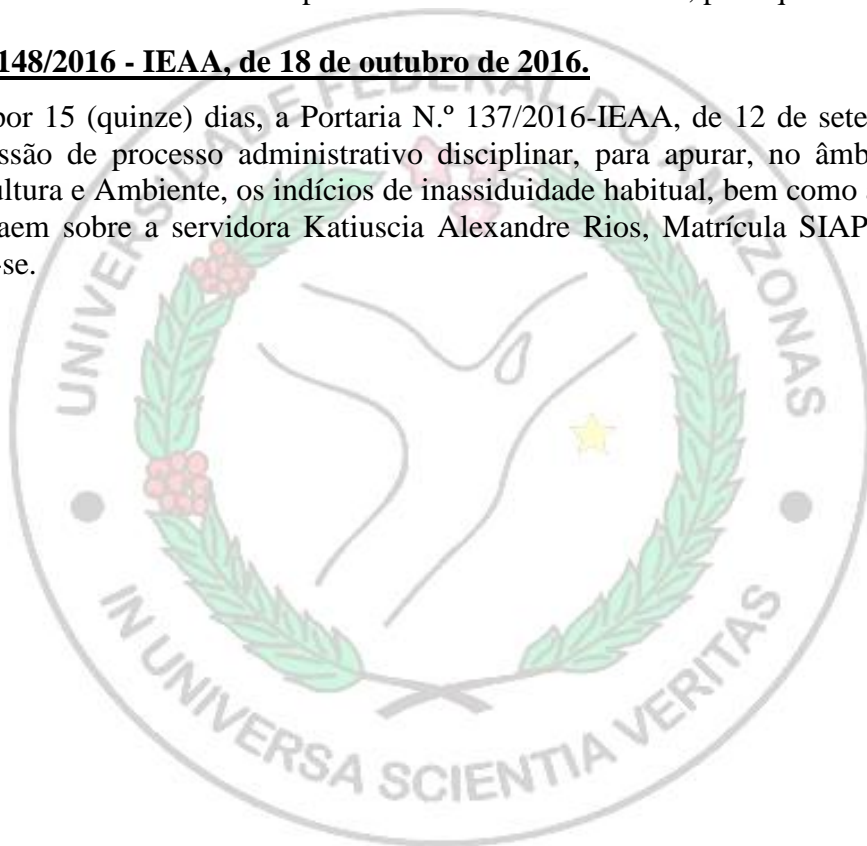 148/2016 - IEAA, de 18 de outubro de 2016.
por 15 (quinze) dias, a Portaria N.º 137/2016-IEAA, de 12 de sete
ssão de processo administrativo disciplinar, para apurar, no âmb
ultura e Ambiente, os indícios de inassiduidade habitual, bem como
aem sobre a servidora Katiuscia Alexandre Rios, Matrícula SIAP
-se.
UNIVERSIDADE FEDERAL DO AMAZONAS
IN UNIVERSA SCIENTIA VERITAS